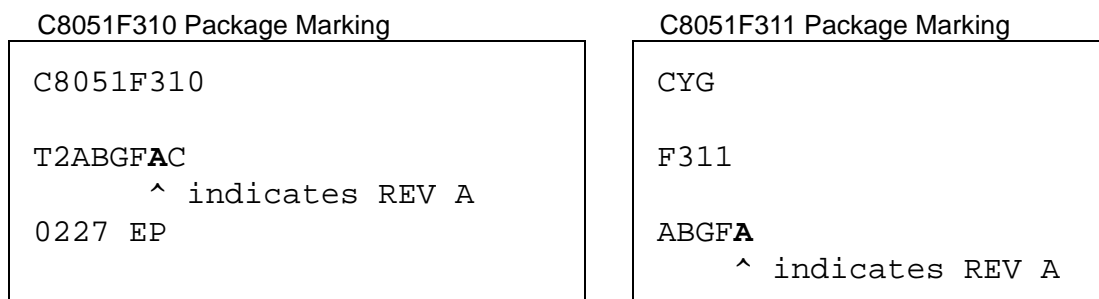 C8051F310 Package Marking
C8051F310
T2ABGFAC
^ indicates REV A
0227 EP
C8051F311 Package Marking
CYG
F311
ABGFA
^ indicates REV A